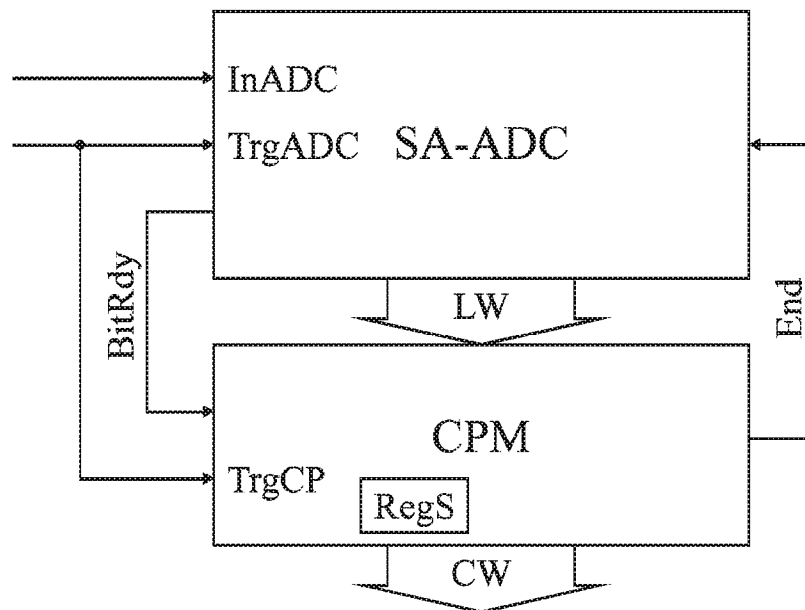 InADC
TrgADC
SA-ADC
BitRdy
LW
End
CPM
TrgCP
RegS
CW